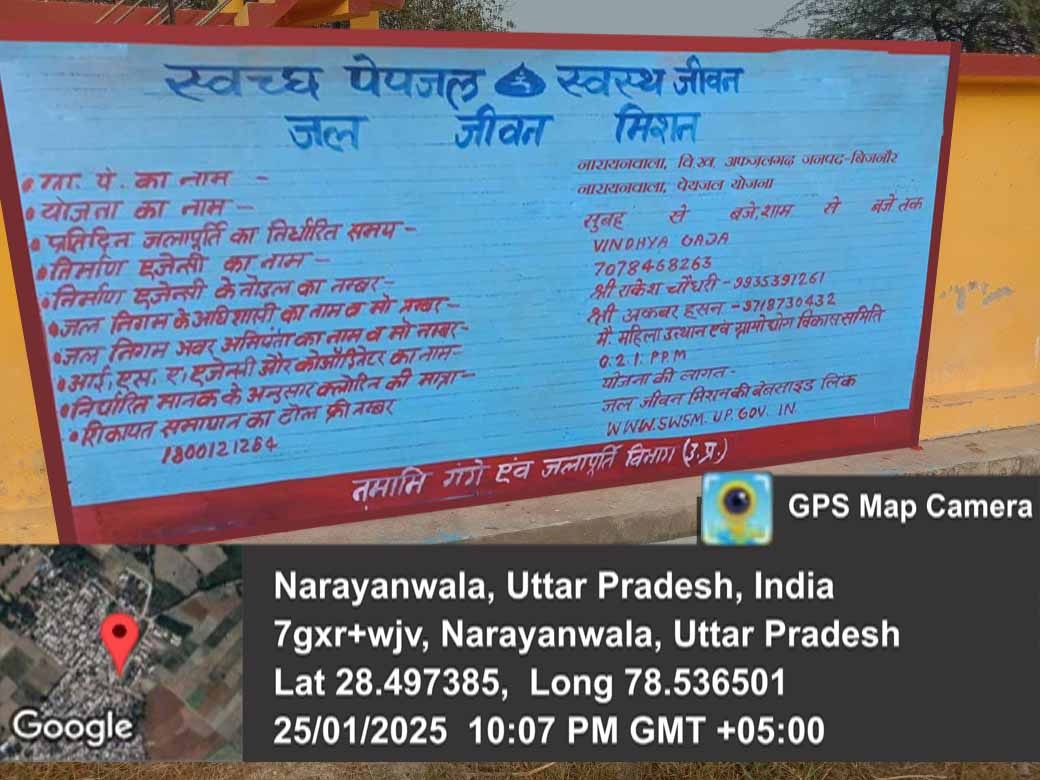 स्वच्छ पेयजल स्वस्थ जीवन
जल जीवन मिशन
• ग्रा. पं. का नाम -
• योजना का नाम -
• प्रतिदिन जलापूर्ति का निर्धारित समय -
• निर्माण एजेन्सी का नाम -
• निर्माण एजेन्सी के नोडल का नम्बर -
• जल निगम के अधिशासी का नाम व मो नम्बर -
• जल निगम अवर अभियंता का नाम व मो नम्बर -
• आई. एस. ए. एजेन्सी और कोऑर्डिनेटर का नाम -
• निर्धारित मानक के अनुसार क्लोरिन की मात्रा -
• शिकायत समाधान का टोल फ्री नम्बर
1800121264
नारायनवाला, वि.ख. अफजलगढ जनपद-बिजनौर
नारायनवाला, पेयजल योजना
सुबह से बजे, शाम से बजे तक
VINDHYA GAJA
7078468263
श्री राकेश चौधरी - 9935391261
श्री अकबर हसन - 9718730432
मै. महिला उत्थान एवं ग्रामोद्योग विकास समिति
0.2 I. PP.M
योजना की लागत -
जल जीवन मिशन की वेबसाइड लिंक
WWW.SWSM.UP.GOV.IN
नमामि गंगे एंव जलापूर्ति विभाग (उ.प्र.)
GPS Map Camera
Narayanwala, Uttar Pradesh, India
7gxr+wjv, Narayanwala, Uttar Pradesh
Lat 28.497385, Long 78.536501
25/01/2025 10:07 PM GMT +05:00
Google